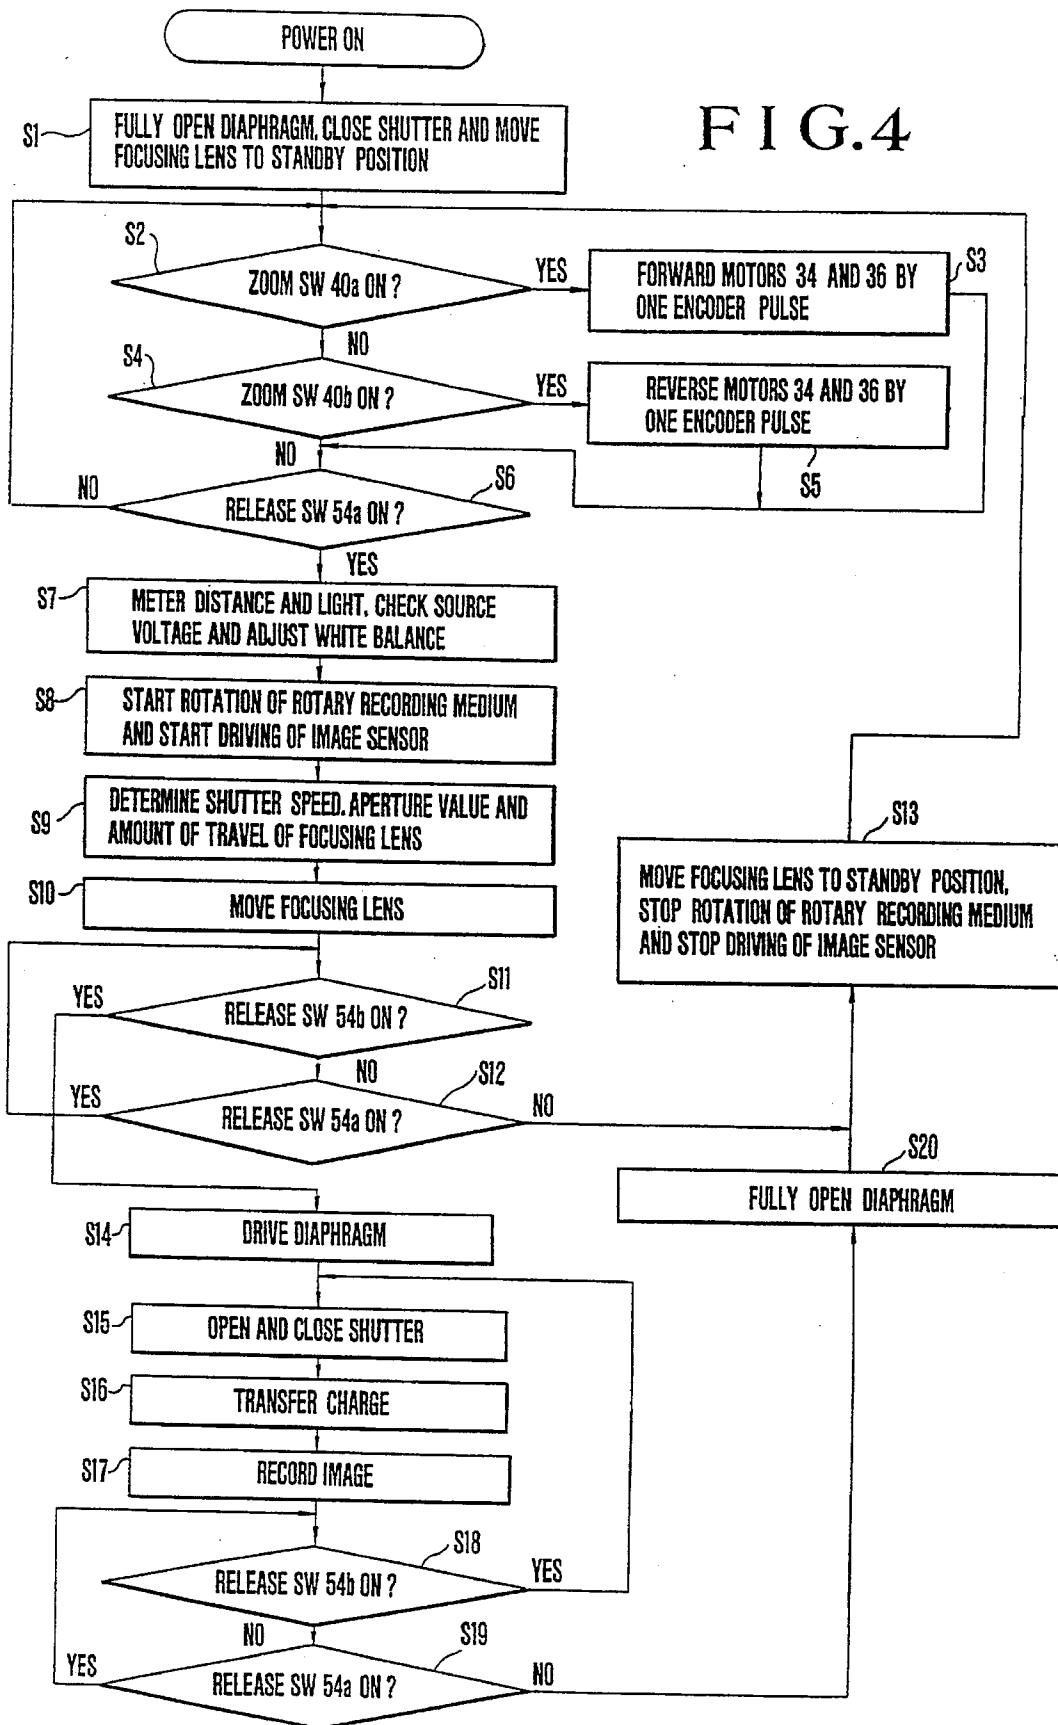 POWER ON
FIG.4
S1
FULLY OPEN DIAPHRAGM, CLOSE SHUTTER AND MOVE
FOCUSING LENS TO STANDBY POSITION
S2
ZOOM SW 40a ON ?
YES
FORWARD MOTORS 34 AND 36 BY
ONE ENCODER PULSE
S3
NO
S4
ZOOM SW 40b ON ?
YES
REVERSE MOTORS 34 AND 36 BY
ONE ENCODER PULSE
S5
NO
S6
RELEASE SW 54a ON ?
NO
YES
S7
METER DISTANCE AND LIGHT, CHECK SOURCE
VOLTAGE AND ADJUST WHITE BALANCE
S8
START ROTATION OF ROTARY RECORDING MEDIUM
AND START DRIVING OF IMAGE SENSOR
S9
DETERMINE SHUTTER SPEED, APERTURE VALUE AND
AMOUNT OF TRAVEL OF FOCUSING LENS
S10
MOVE FOCUSING LENS
S13
MOVE FOCUSING LENS TO STANDBY POSITION,
STOP ROTATION OF ROTARY RECORDING MEDIUM
AND STOP DRIVING OF IMAGE SENSOR
S11
YES
RELEASE SW 54b ON ?
NO
S12
YES
RELEASE SW 54a ON ?
NO
S20
FULLY OPEN DIAPHRAGM
S14
DRIVE DIAPHRAGM
S15
OPEN AND CLOSE SHUTTER
S16
TRANSFER CHARGE
S17
RECORD IMAGE
S18
RELEASE SW 54b ON ?
YES
NO
S19
YES
RELEASE SW 54a ON ?
NO